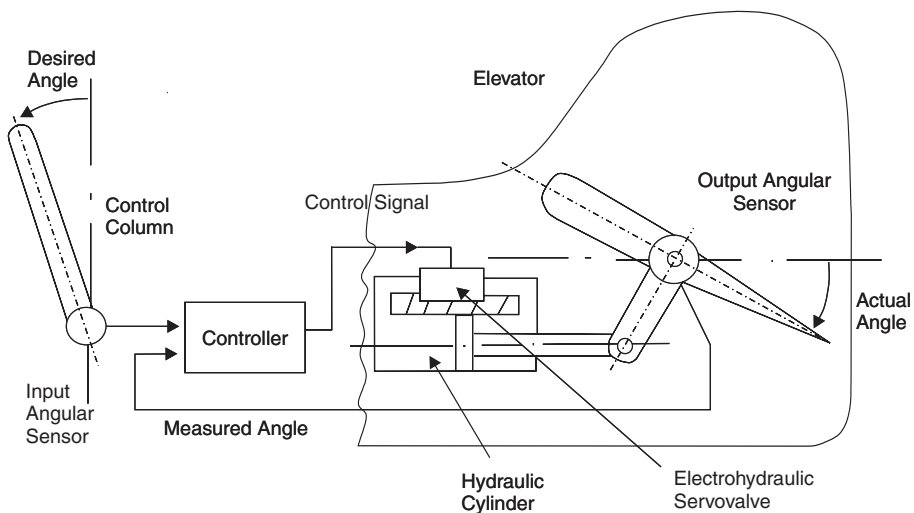 Desired
Angle
Elevator
Control
Column
Control Signal
Output Angular
Sensor
Actual
Angle
Controller
Input
Angular
Sensor
Measured Angle
Hydraulic
Cylinder
Electrohydraulic
Servovalve